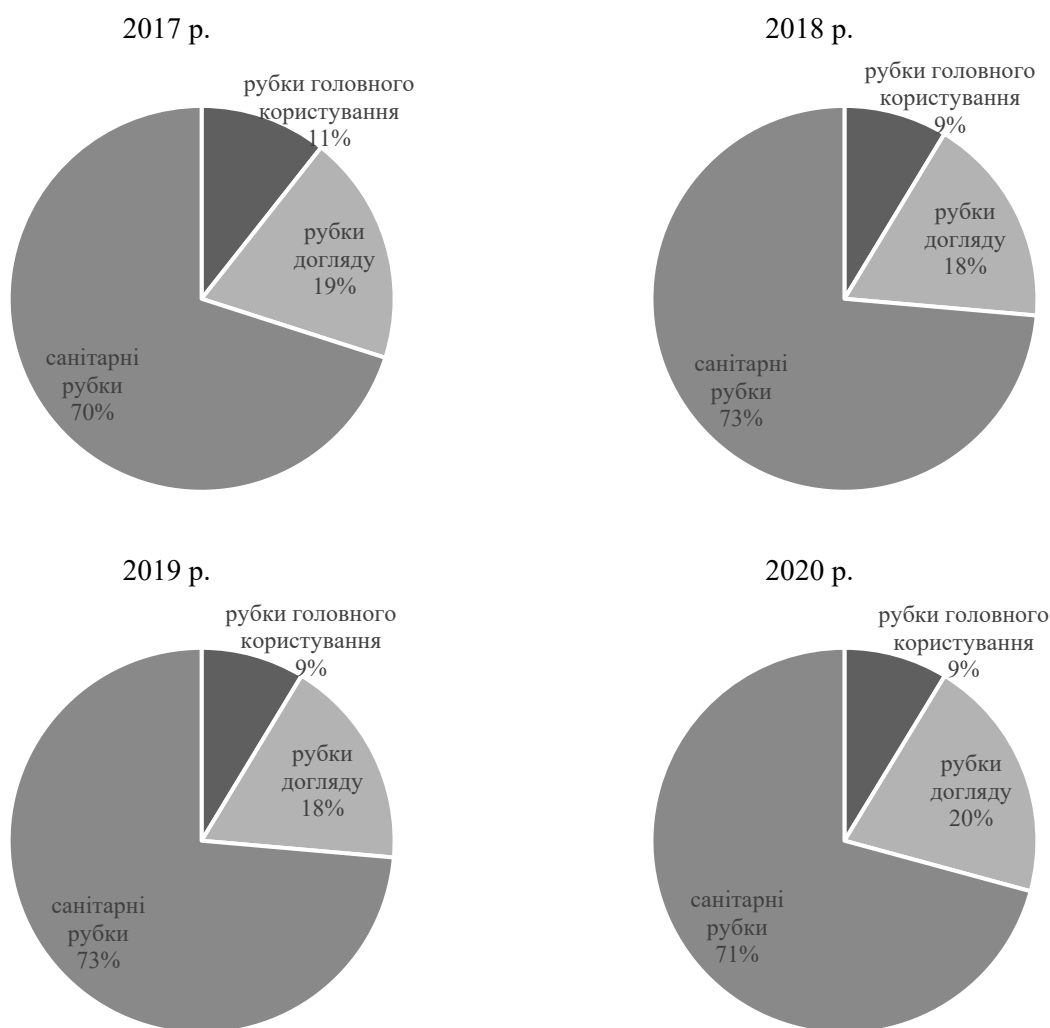 2017 р.
рубки головного
користування
11%
рубки
догляду
19%
санітарні
рубки
70%
2018 р.
рубки головного
користування
9%
рубки
догляду
18%
санітарні
рубки
73%
2019 р.
рубки головного
користування
9%
рубки
догляду
18%
санітарні
рубки
73%
2020 р.
рубки головного
користування
9%
рубки
догляду
20%
санітарні
рубки
71%